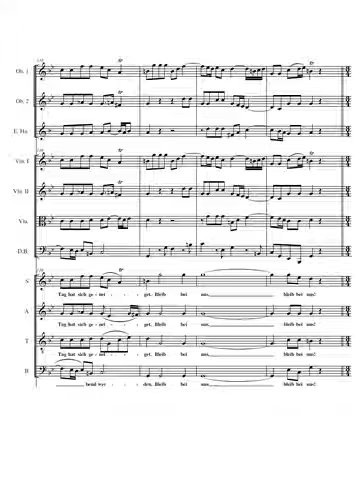 Ob. 1
Ob. 2
E. Hn.
Vln. I
Vln. II
Vla.
D.B.
S
Tag hat sich ge - nei - get. Bleib bei uns, bleib bei uns!
A
Tag hat sich ge - nei - get. Bleib bei uns, bleib bei uns!
T
Tag hat sich ge - nei - get. Bleib bei uns, bleib bei uns!
B
bend wer - den. Bleib bei uns, bleib bei uns!